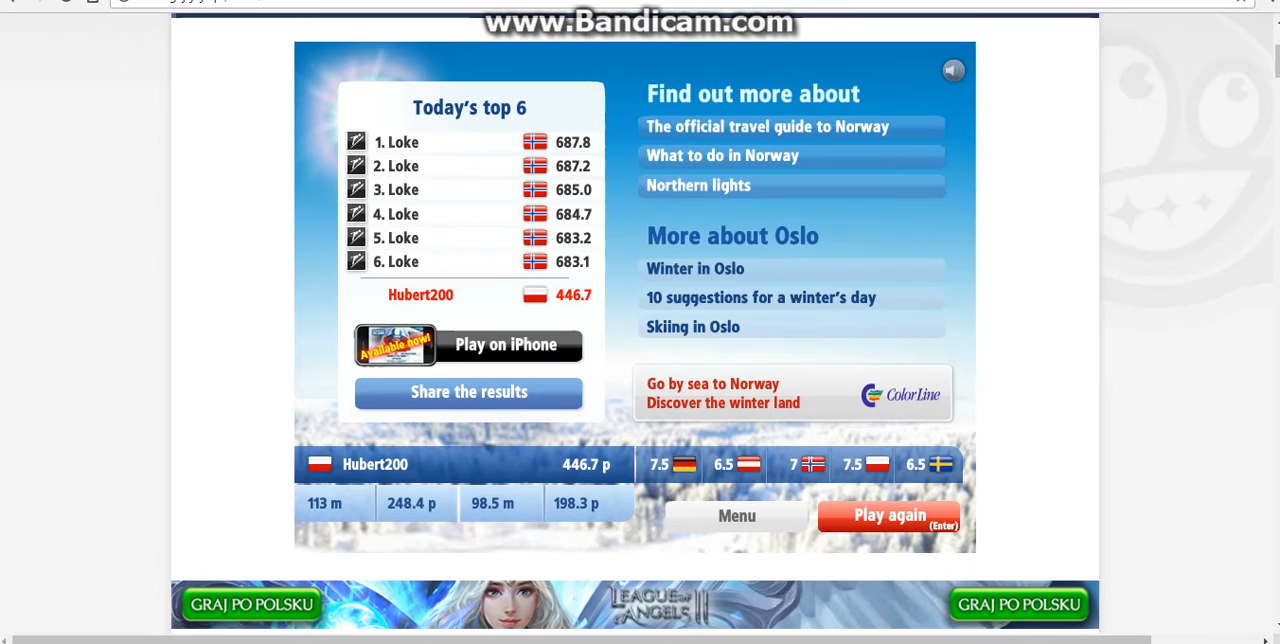 www.Bandicam.com
Today's top 6
1. Loke 687.8
2. Loke 687.2
3. Loke 685.0
4. Loke 684.7
5. Loke 683.2
6. Loke 683.1
Hubert200 446.7
Available now!
Play on iPhone
Share the results
Find out more about
The official travel guide to Norway
What to do in Norway
Northern lights
More about Oslo
Winter in Oslo
10 suggestions for a winter's day
Skiing in Oslo
Go by sea to Norway
Discover the winter land
ColorLine
Hubert200 446.7 p 7.5 6.5 7 7.5 6.5
113 m 248.4 p 98.5 m 198.3 p
Menu
Play again
(Enter)
GRAJ PO POLSKU
LEAGUE OF
ANGELS II
GRAJ PO POLSKU